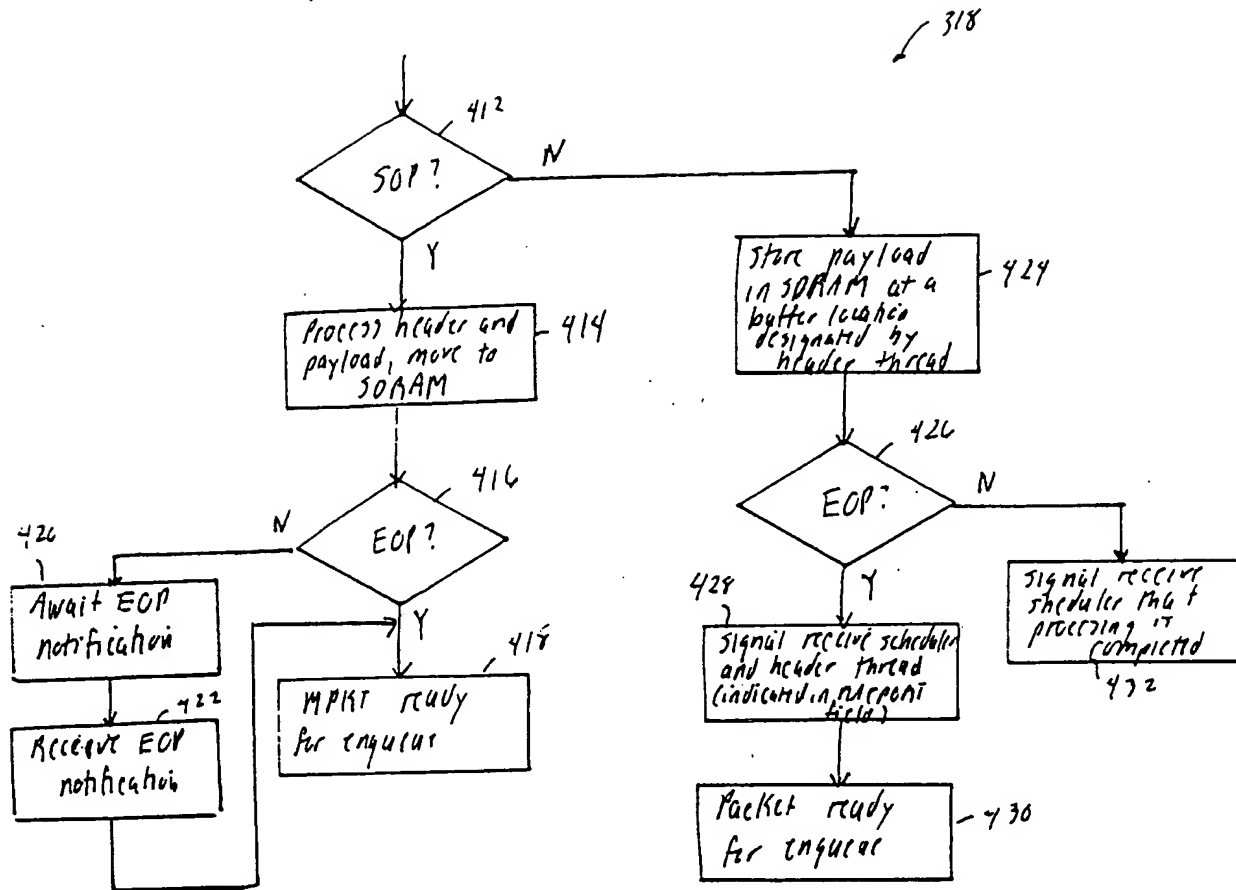 318
412
SOP?
N
Y
Process header and
payload, move to
SDRAM
414
416
EOP?
N
Y
420
Await EOP
notification
422
Receive EOP
notification
418
MPKT ready
for enqueue
Store payload
in SDRAM at a
buffer location
designated by
header thread
424
426
EOP?
N
Y
428
Signal receive scheduler
and header thread
(indicated in
field)
Signal receive
sheduler that
processing is
completed
432
Packet ready
for enqueue
430